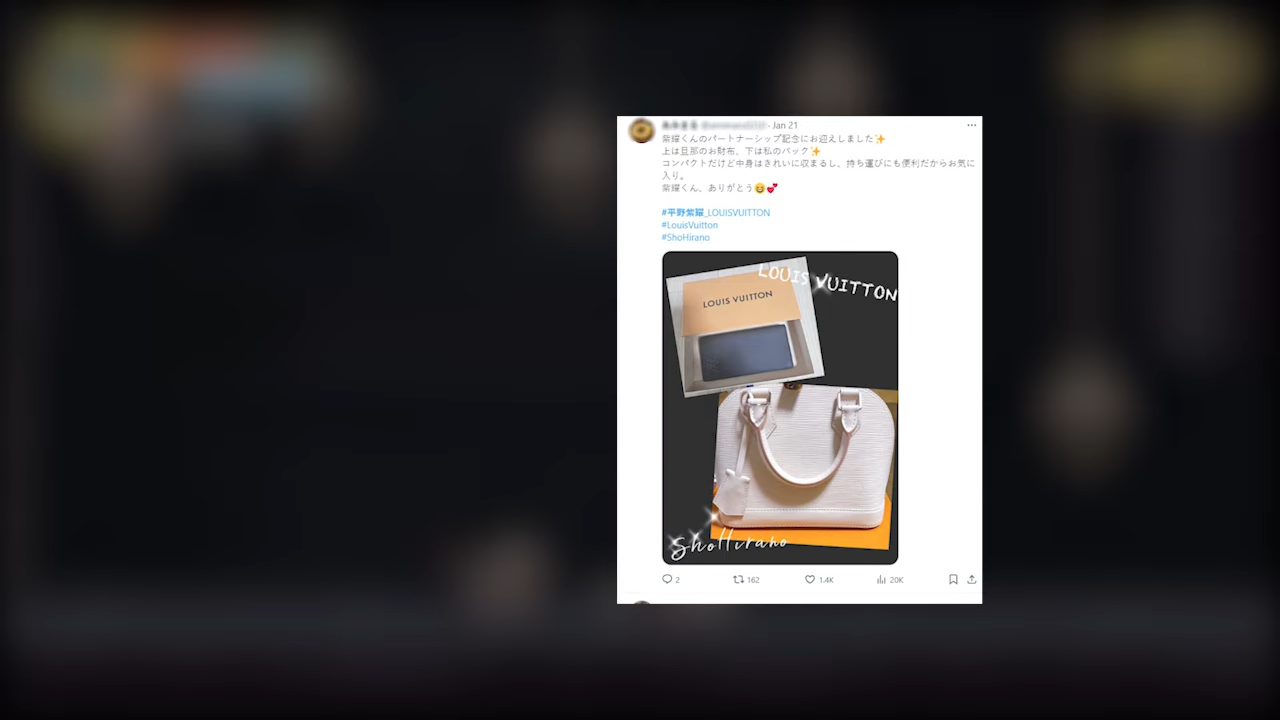 · Jan 21
紫耀くんのパートナーシップ記念にお迎えしました✨
上は旦那のお財布、下は私のバック✨
コンパクトだけど中身はきれいに収まるし、持ち運びにも便利だからお気に
入り。
紫耀くん、ありがとう😆💕
#平野紫耀_LOUISVUITTON
#LouisVuitton
#ShoHirano
LOUIS VUITTON
LOUIS VUITTON
ShoHirano
2
162
1.4K
20K